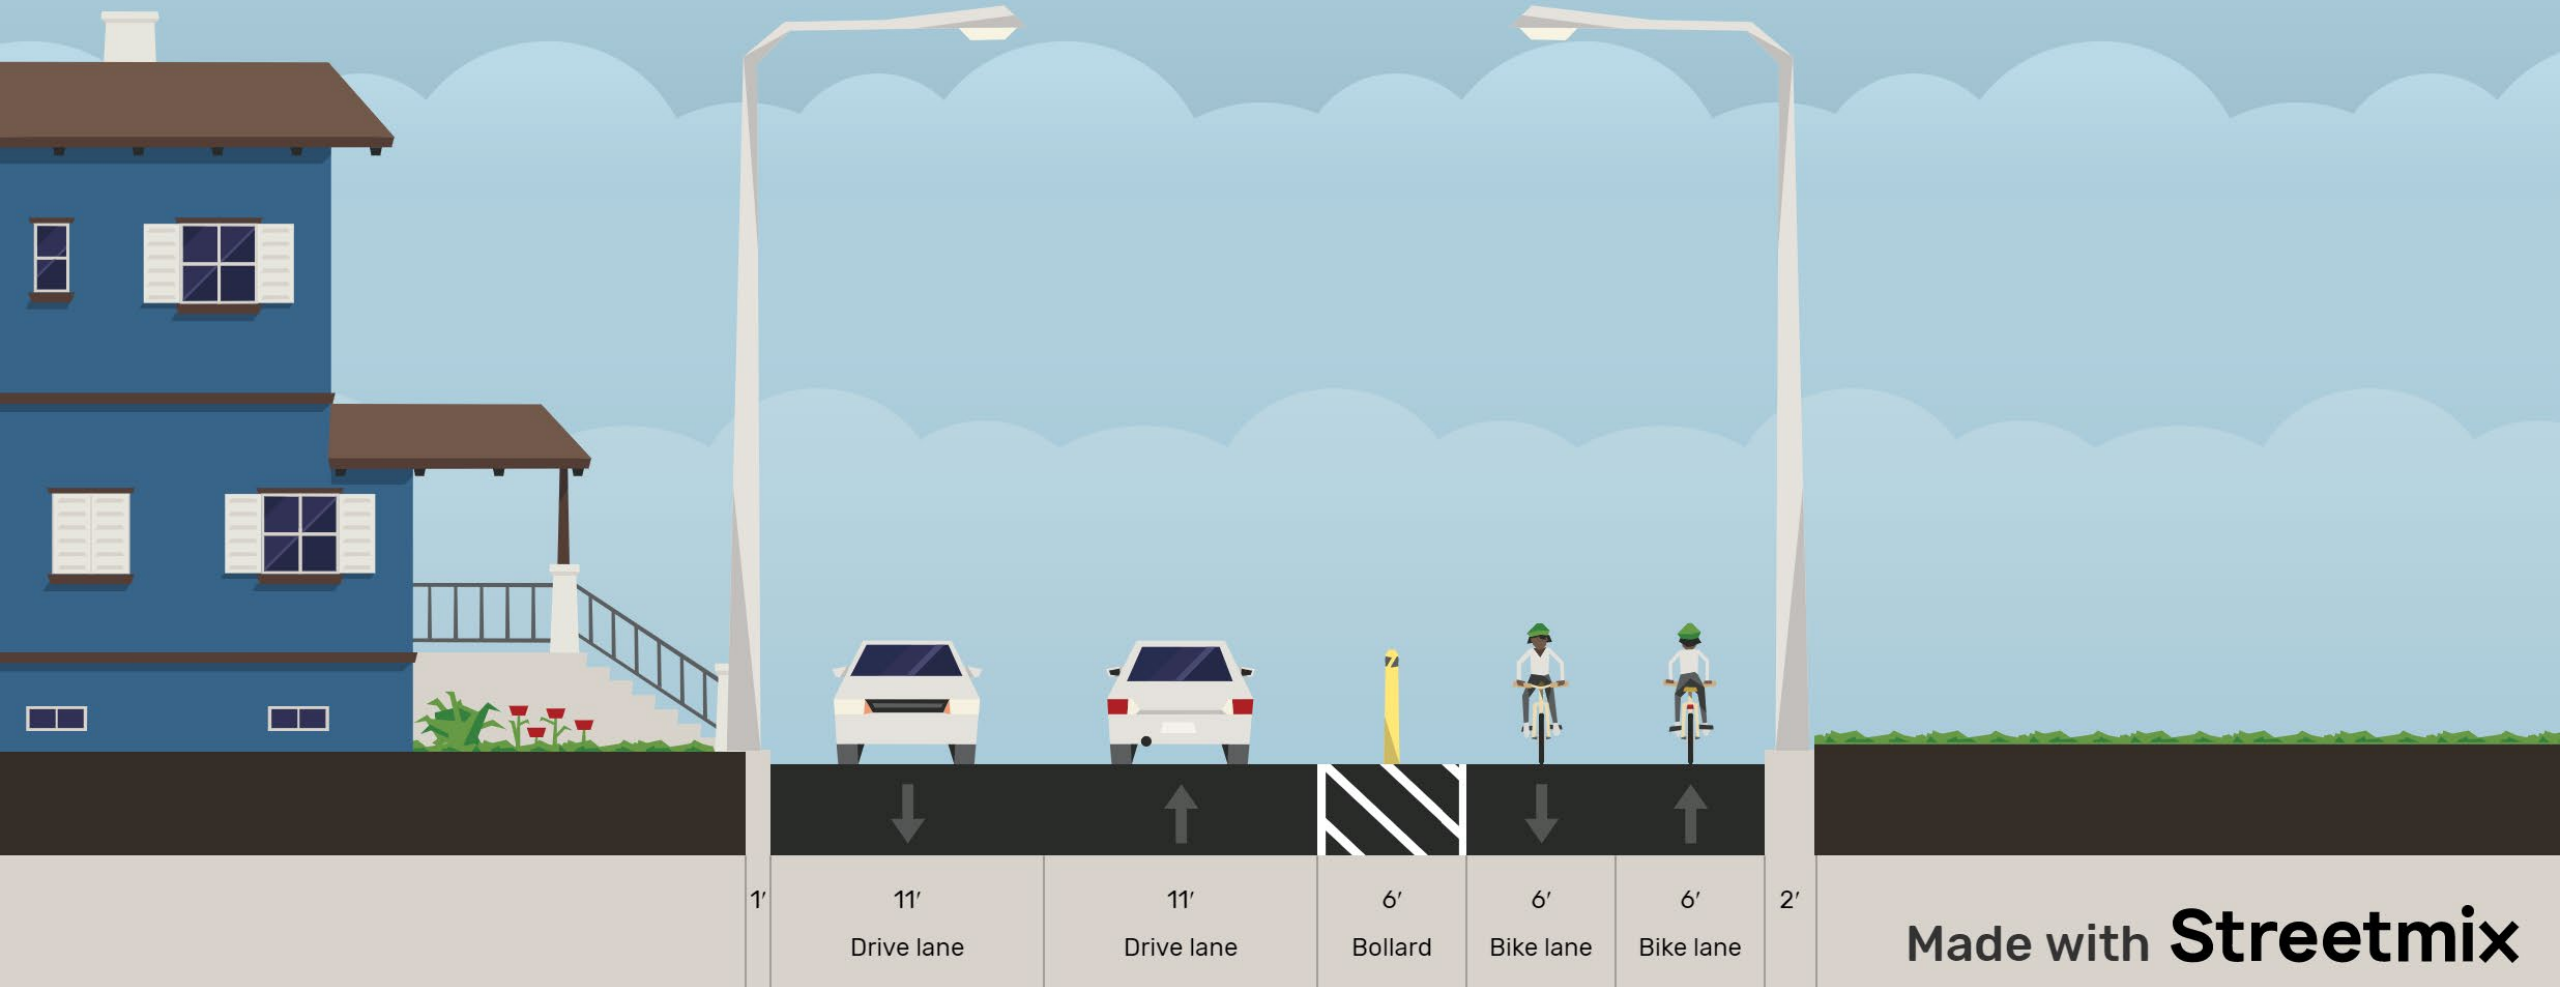 1′
11′
Drive lane
11′
Drive lane
6′
Bollard
6′
Bike lane
6′
Bike lane
2′
Made with Streetmix